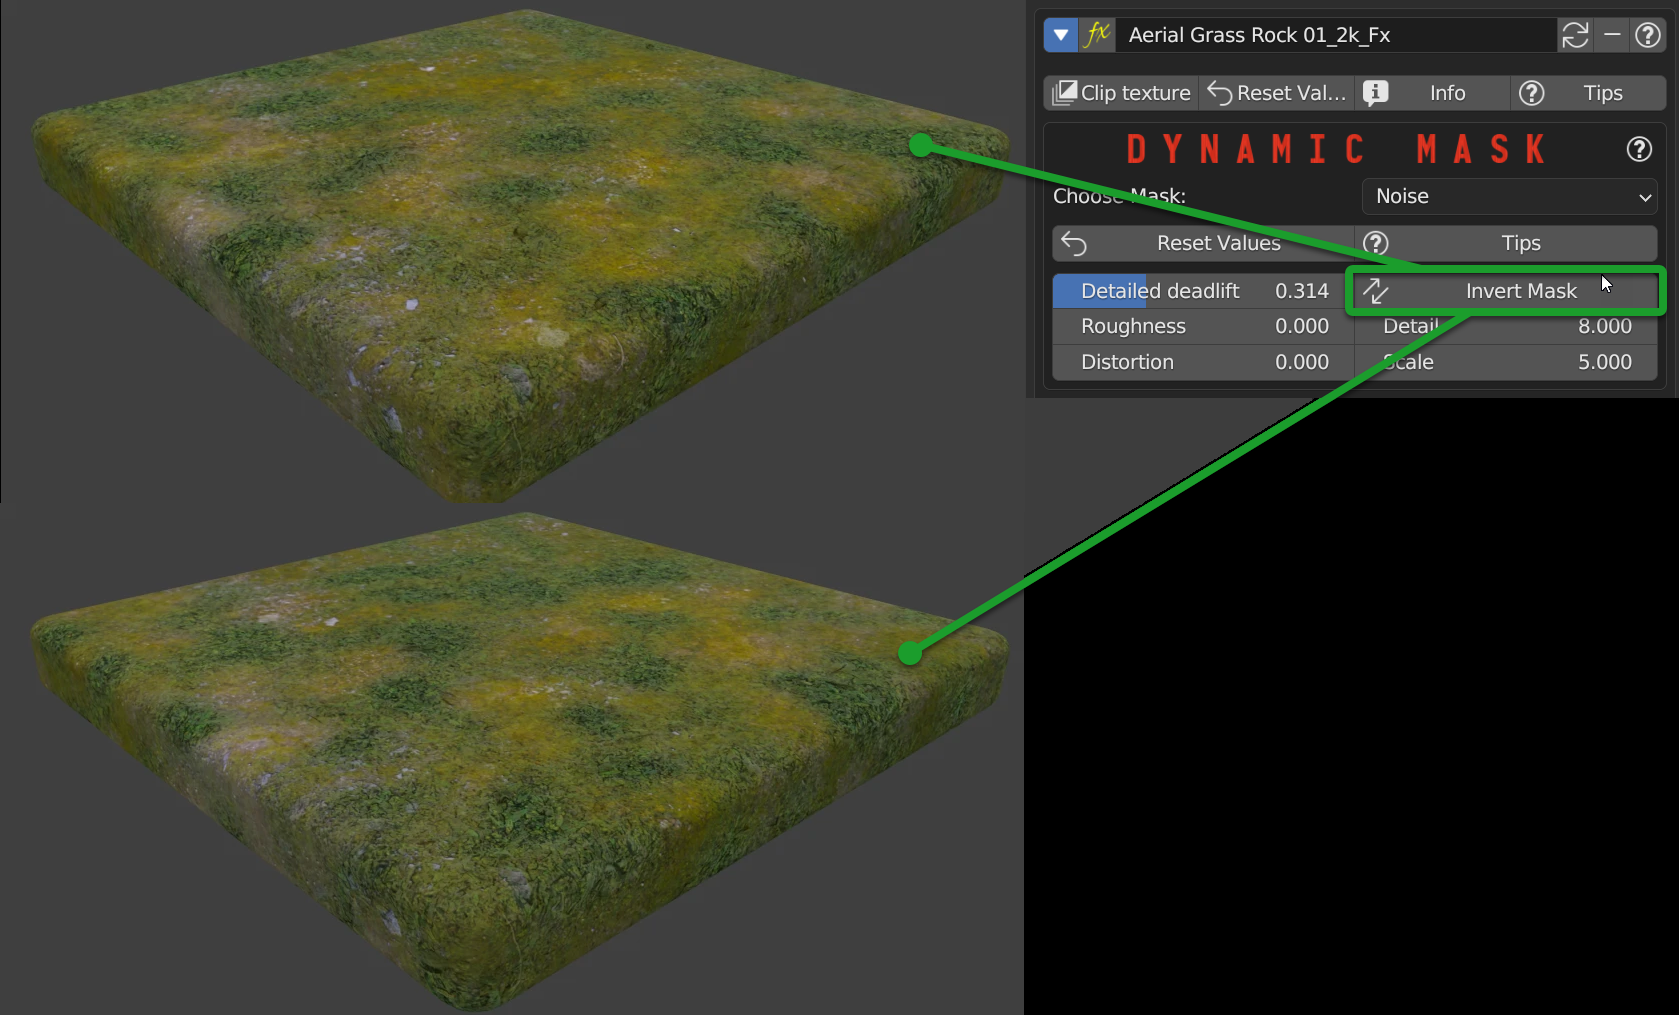 fx Aerial Grass Rock 01_2k_Fx
Clip texture Reset Val... Info Tips
DYNAMIC MASK
Choose Mask: Noise
Reset Values Tips
Detailed deadlift 0.314 Invert Mask
Roughness 0.000 Detail 8.000
Distortion 0.000 Scale 5.000